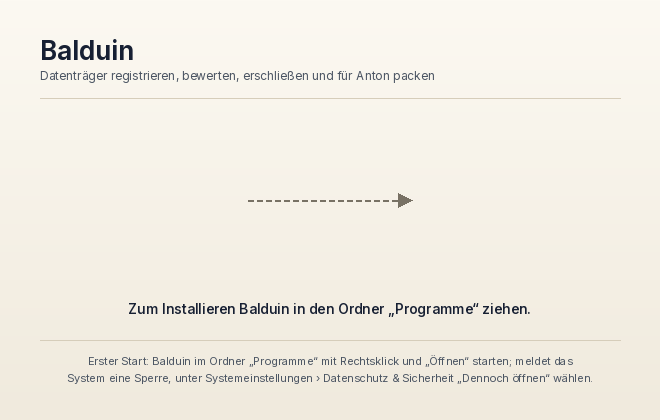 Balduin
Datenträger registrieren, bewerten, erschließen und für Anton packen
Zum Installieren Balduin in den Ordner „Programme“ ziehen.
Erster Start: Balduin im Ordner „Programme“ mit Rechtsklick und „Öffnen“ starten; meldet das
System eine Sperre, unter Systemeinstellungen › Datenschutz & Sicherheit „Dennoch öffnen“ wählen.